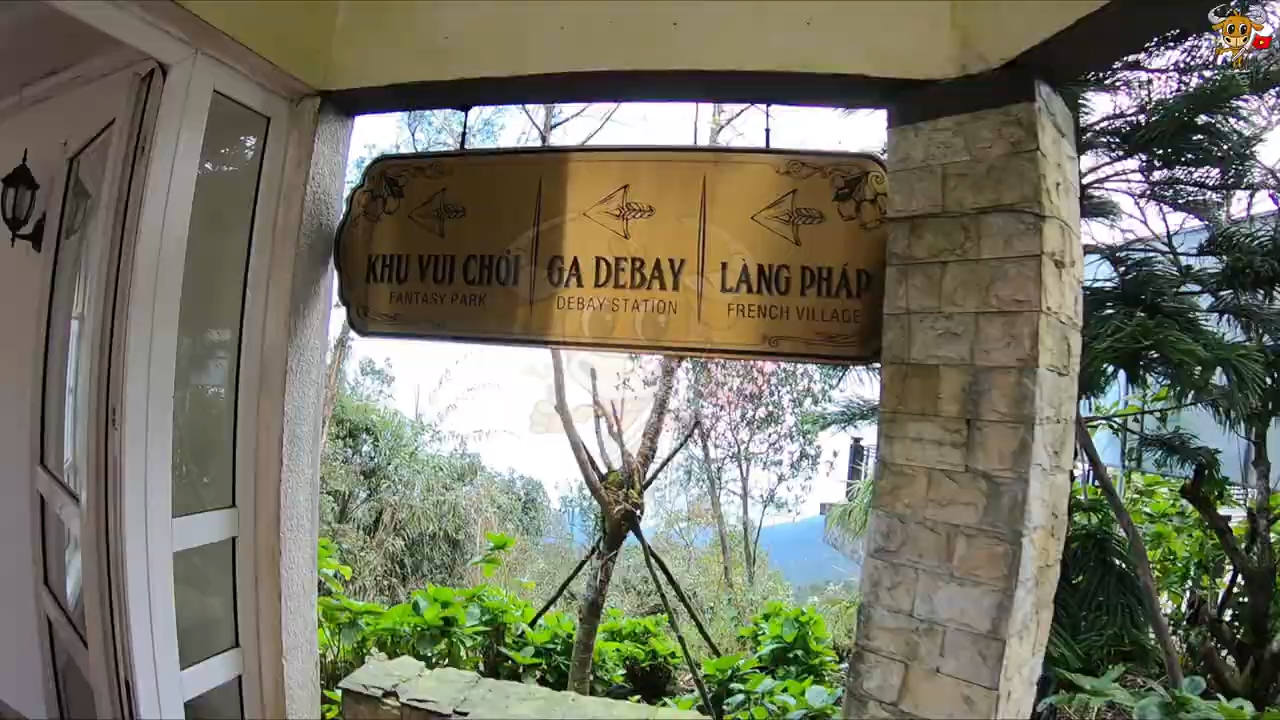 KHU VUI CHƠI
FANTASY PARK
GA DEBAY
DEBAY STATION
LÀNG PHÁP
FRENCH VILLAGE